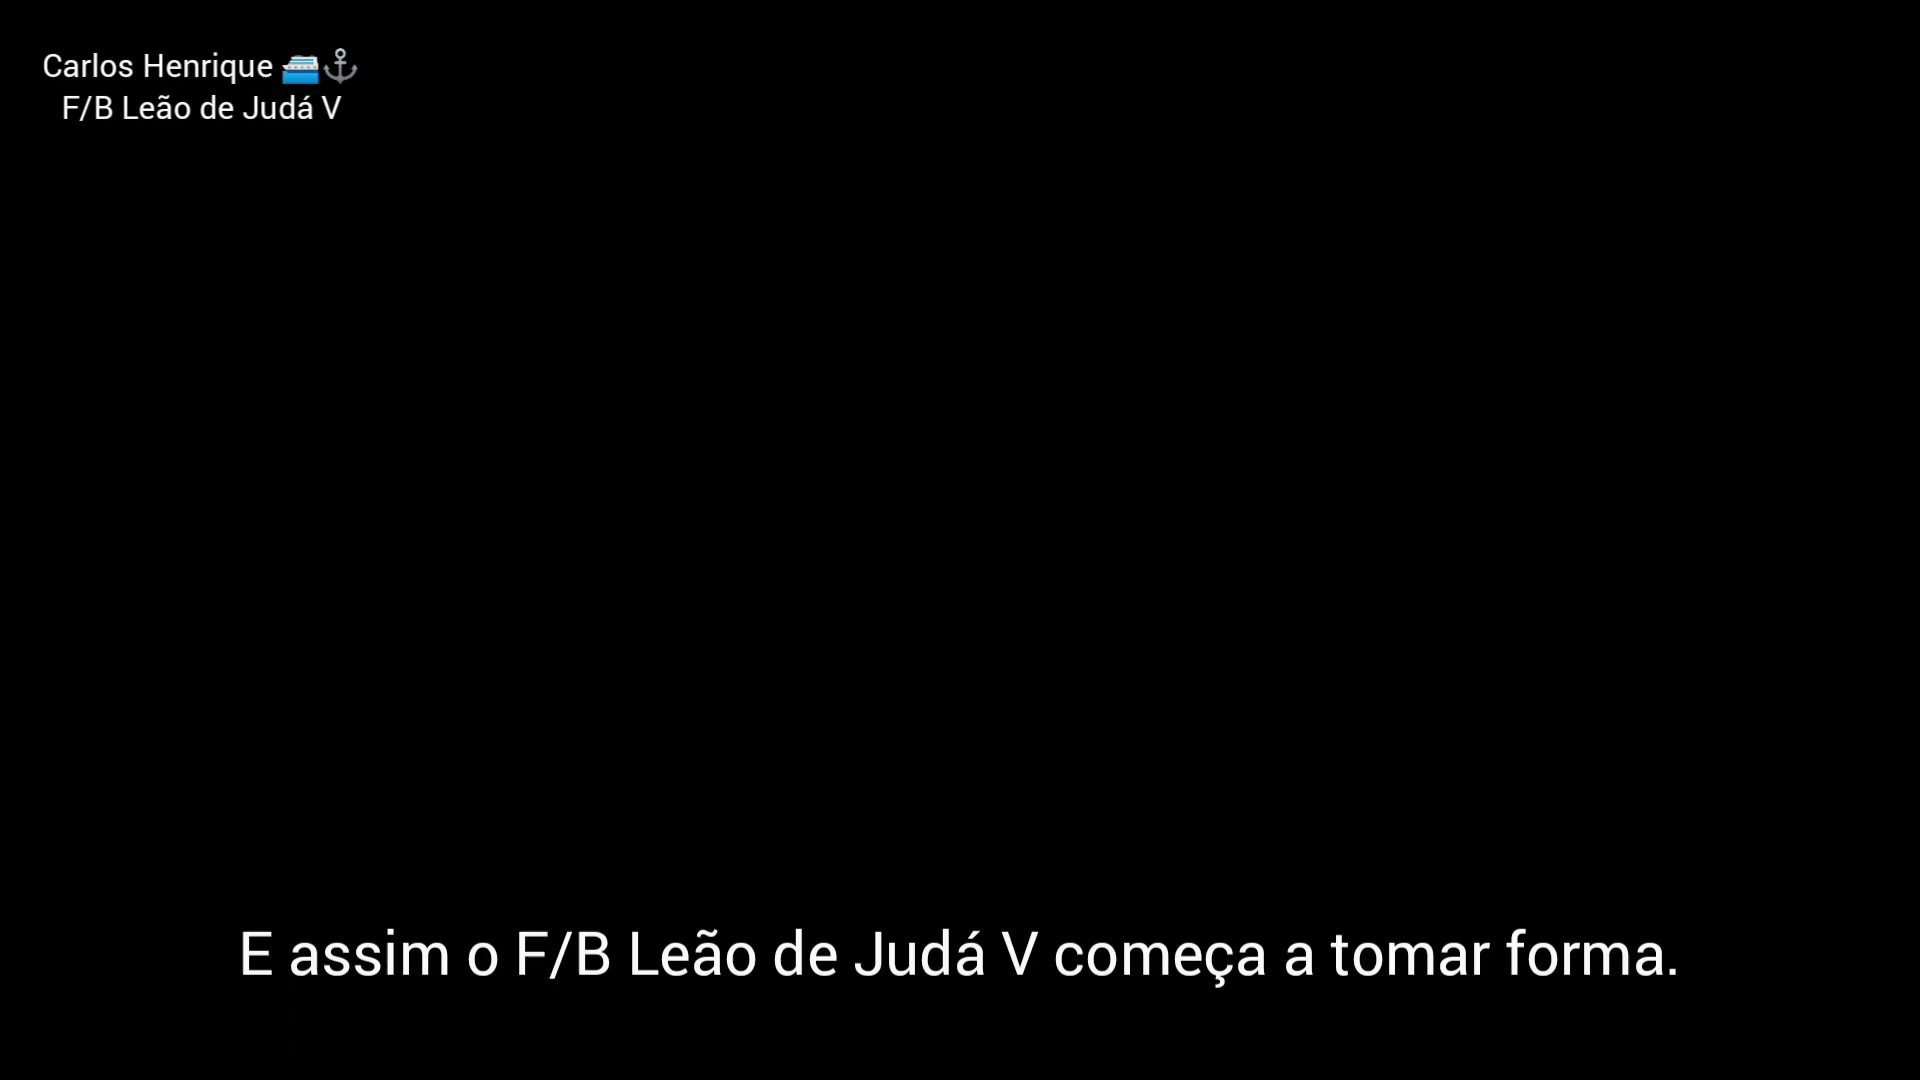 Carlos Henrique 🛳️⚓
F/B Leão de Judá V
E assim o F/B Leão de Judá V começa a tomar forma.